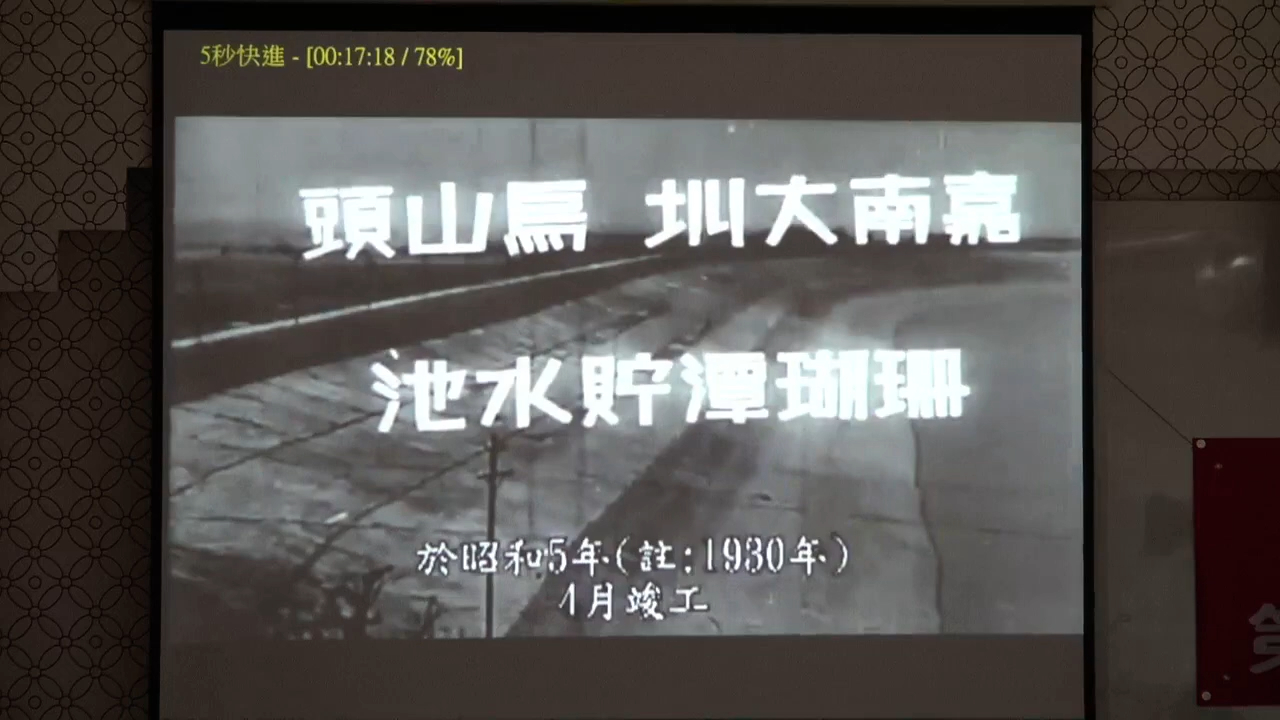 5秒快進 - [00:17:18 / 78%]
嘉南大圳 烏山頭
珊瑚潭貯水池
於昭和5年(註:1930年)
4月竣工